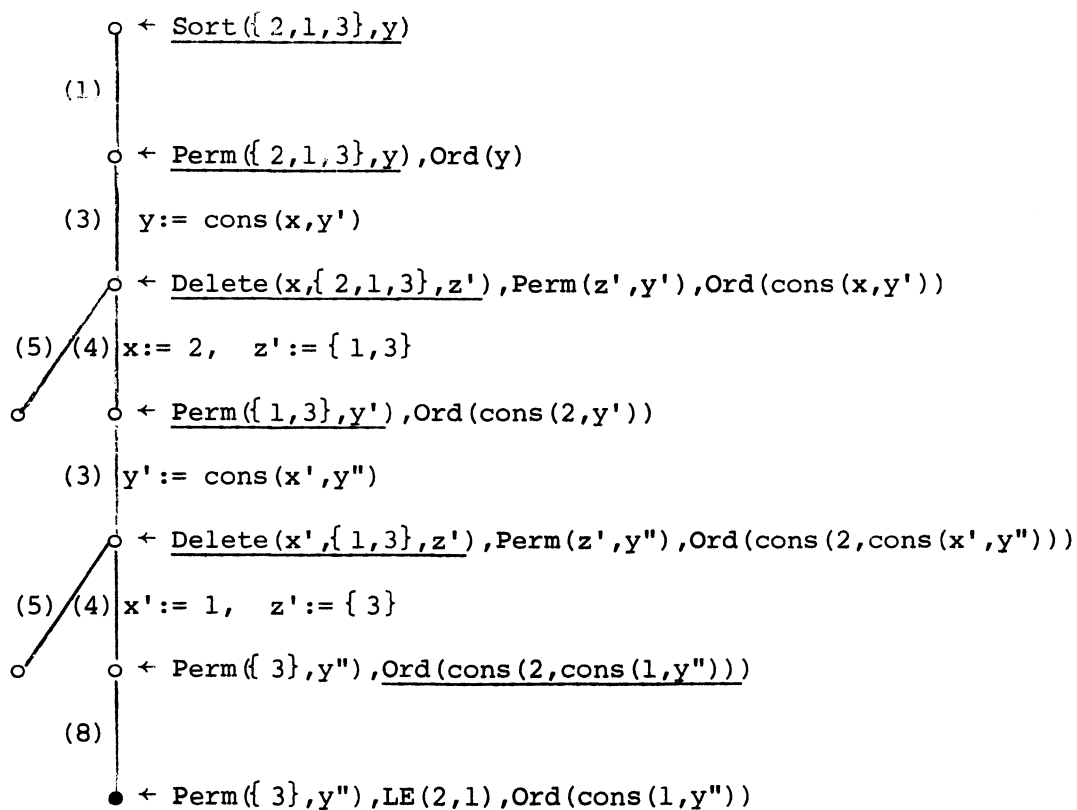 ← Sort({2,1,3},y)
(1)
← Perm({2,1,3},y),Ord(y)
(3) y:= cons(x,y')
← Delete(x,{2,1,3},z'),Perm(z',y'),Ord(cons(x,y'))
(5) (4) x:= 2, z':= {1,3}
← Perm({1,3},y'),Ord(cons(2,y'))
(3) y':= cons(x',y")
← Delete(x',{1,3},z'),Perm(z',y"),Ord(cons(2,cons(x',y")))
(5) (4) x':= 1, z':= {3}
← Perm({3},y"),Ord(cons(2,cons(1,y")))
(8)
← Perm({3},y"),LE(2,1),Ord(cons(1,y"))